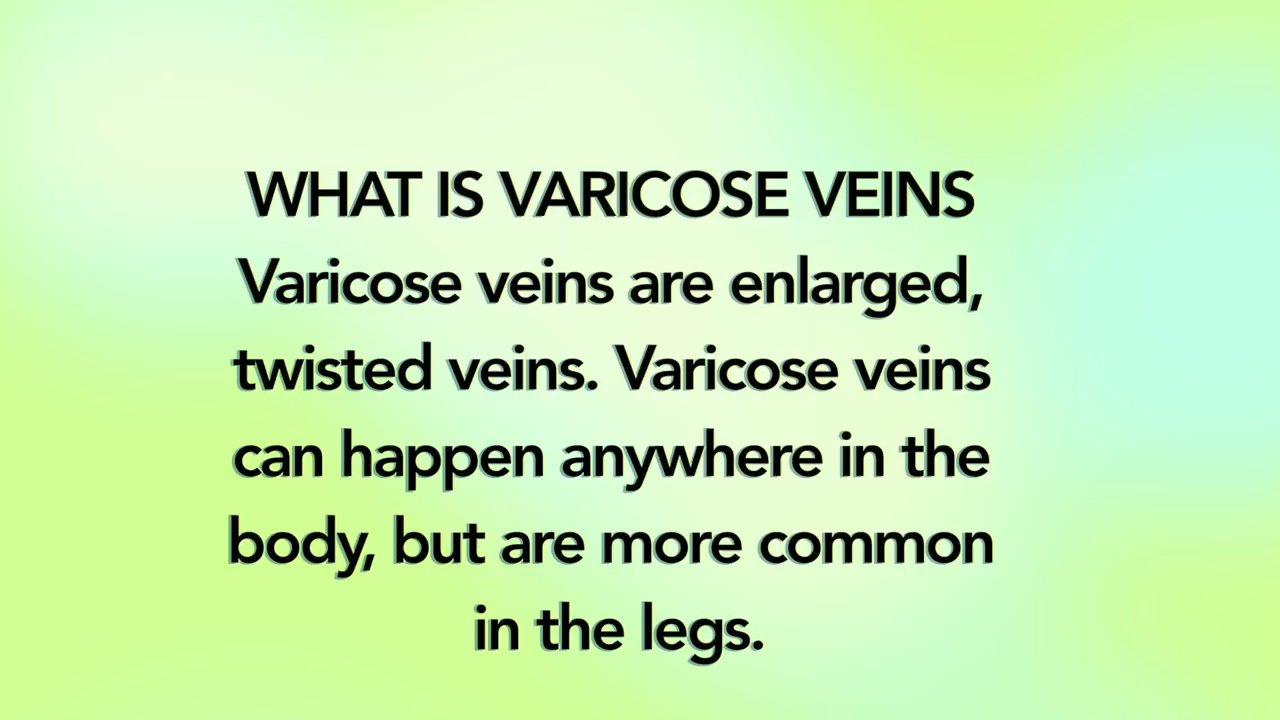 WHAT IS VARICOSE VEINS
Varicose veins are enlarged,
twisted veins. Varicose veins
can happen anywhere in the
body, but are more common
in the legs.